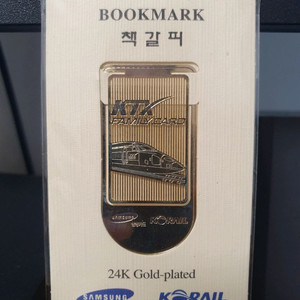 BOOKMARK
책갈피
KTX
FAMILY CARD
SAMSUNG KORAIL
24K Gold-plated
SAMSUNG KORAIL